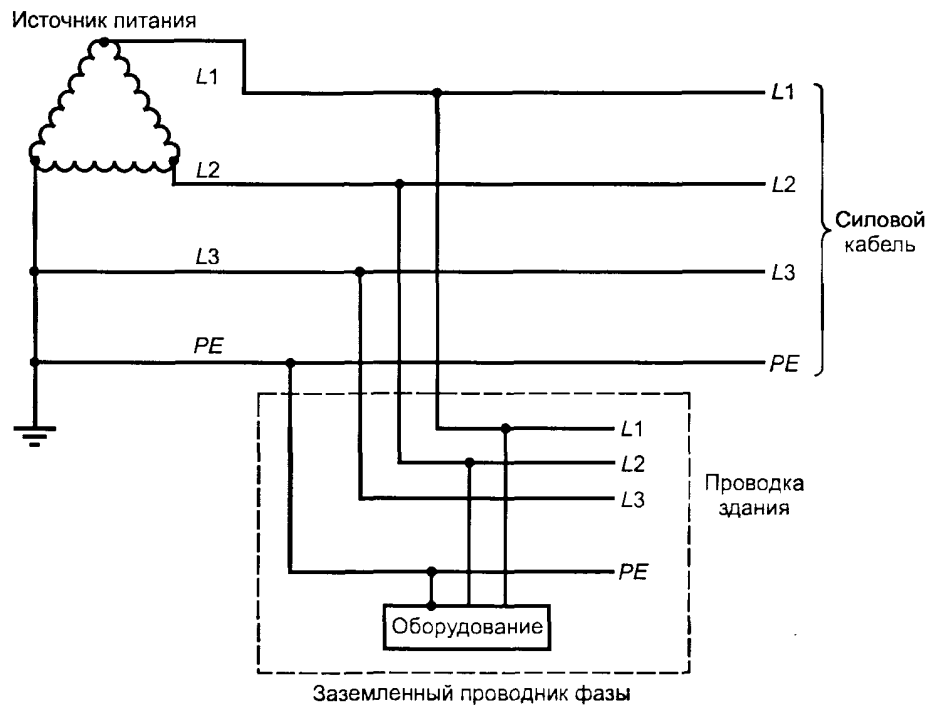 Источник питания
L1
L1
L2
L2
Силовой
кабель
L3
L3
PE
PE
L1
L2
L3
Проводка
здания
PE
Оборудование
Заземленный проводник фазы